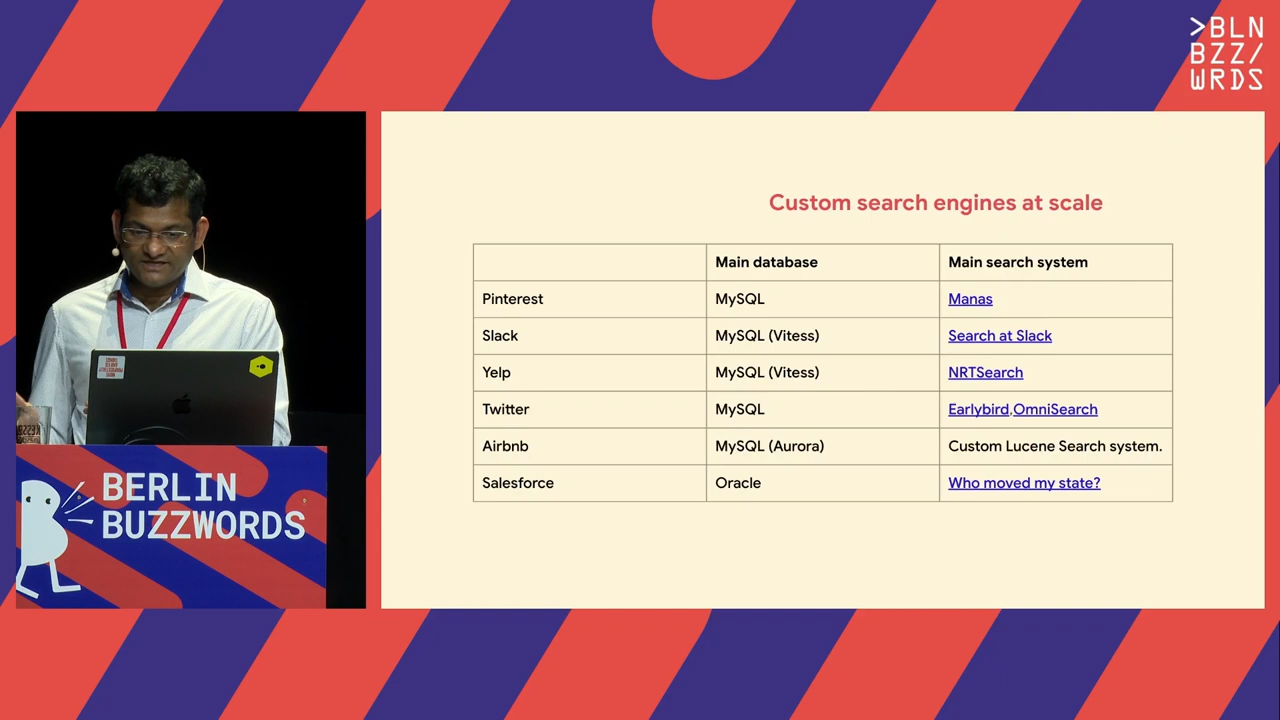 >BLN
BZZ/
WRDS
Custom search engines at scale
Main database Main search system
Pinterest MySQL Manas
Slack MySQL (Vitess) Search at Slack
Yelp MySQL (Vitess) NRTSearch
Twitter MySQL Earlybird,OmniSearch
Airbnb MySQL (Aurora) Custom Lucene Search system.
Salesforce Oracle Who moved my state?
BERLIN
BUZZWORDS